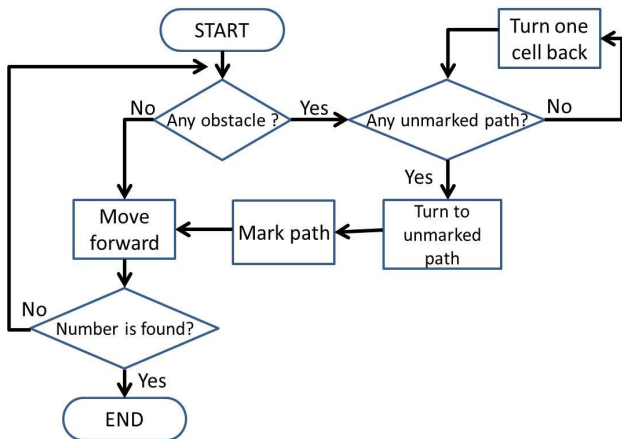 START
Turn one
cell back
No
Any obstacle ?
Yes
Any unmarked path?
No
Yes
Move
forward
Mark path
Turn to
unmarked
path
No
Number is found?
Yes
END